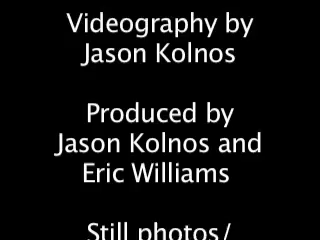 Videography by
Jason Kolnos
Produced by
Jason Kolnos and
Eric Williams
Still photos/